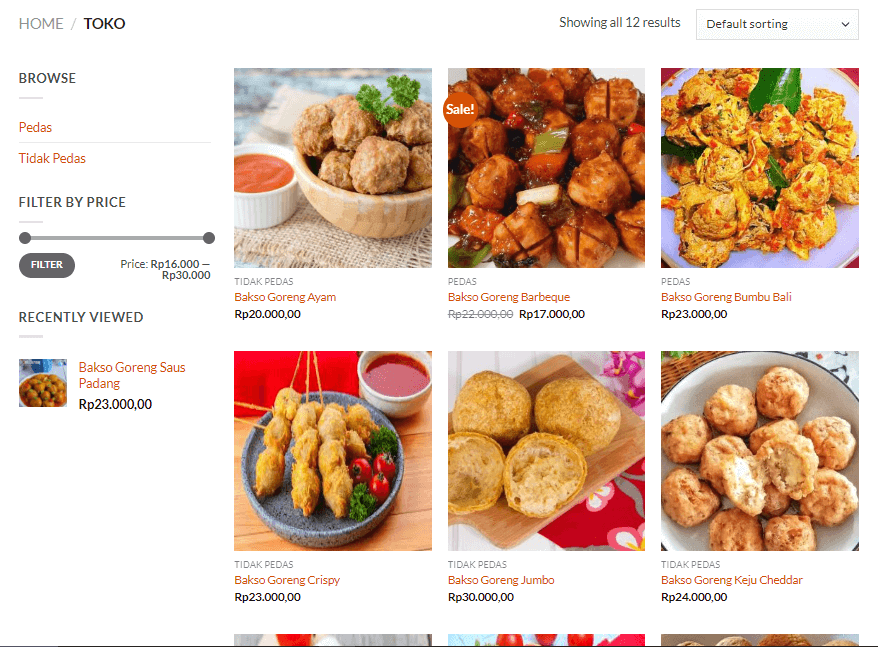 HOME / TOKO
Showing all 12 results
Default sorting
BROWSE
Pedas
Tidak Pedas
FILTER BY PRICE
FILTER
Price: Rp16.000 —
Rp30.000
RECENTLY VIEWED
Bakso Goreng Saus
Padang
Rp23.000,00
TIDAK PEDAS
Bakso Goreng Ayam
Rp20.000,00
Sale!
PEDAS
Bakso Goreng Barbeque
Rp22.000,00 Rp17.000,00
PEDAS
Bakso Goreng Bumbu Bali
Rp23.000,00
TIDAK PEDAS
Bakso Goreng Crispy
Rp23.000,00
TIDAK PEDAS
Bakso Goreng Jumbo
Rp30.000,00
TIDAK PEDAS
Bakso Goreng Keju Cheddar
Rp24.000,00